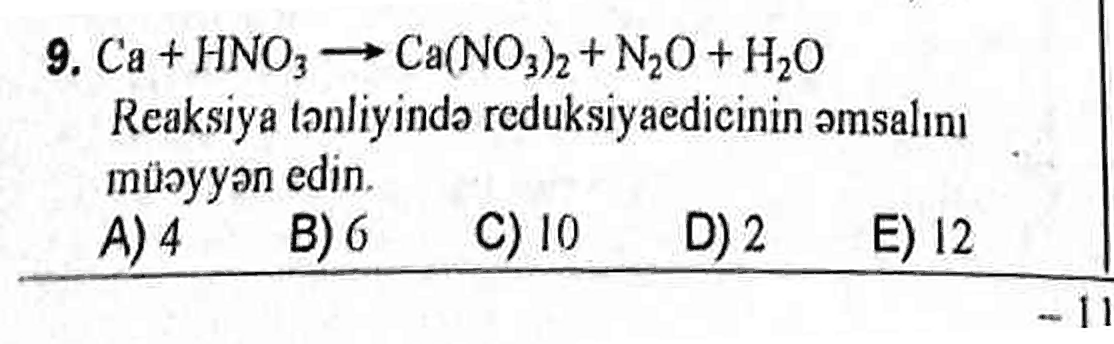 9. Ca + HNO₃ → Ca(NO₃)₂ + N₂O + H₂O
Reaksiya tənliyində reduksiyaedicinin əmsalını
müəyyən edin.
A) 4 B) 6 C) 10 D) 2 E) 12